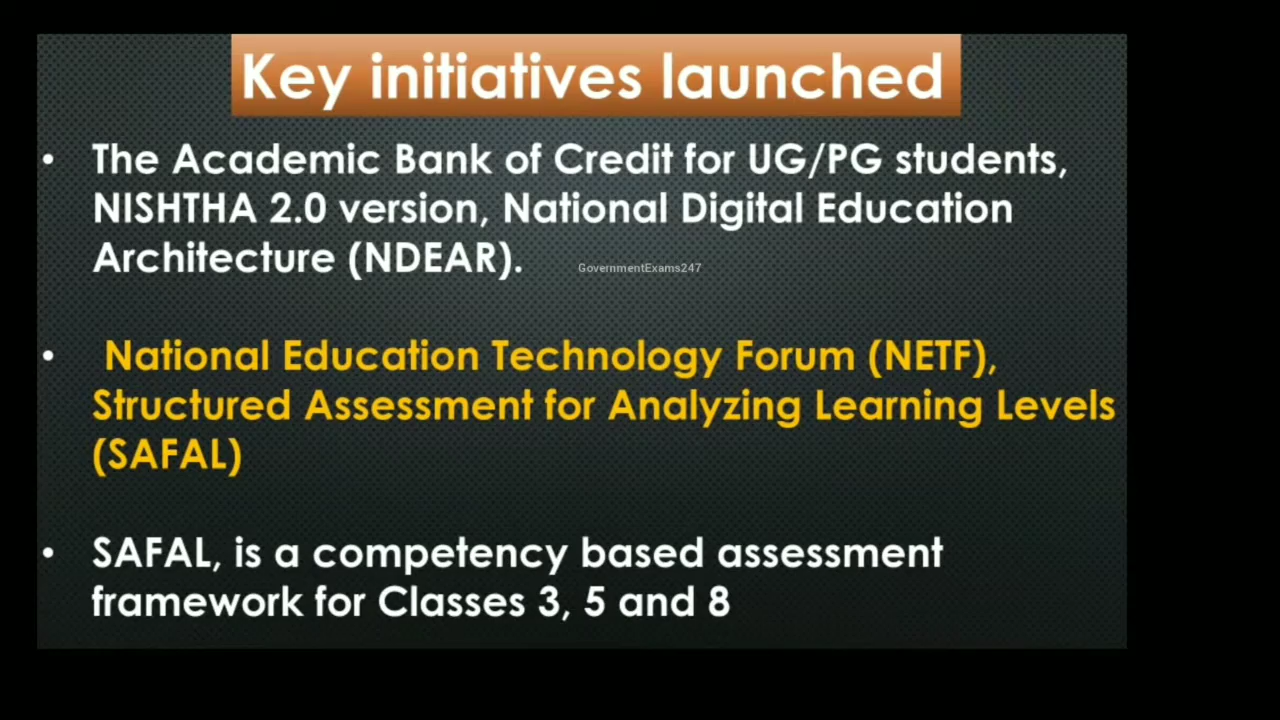 Key initiatives launched
• The Academic Bank of Credit for UG/PG students,
NISHTHA 2.0 version, National Digital Education
Architecture (NDEAR).
GovernmentExams247
• National Education Technology Forum (NETF),
Structured Assessment for Analyzing Learning Levels
(SAFAL)
• SAFAL, is a competency based assessment
framework for Classes 3, 5 and 8